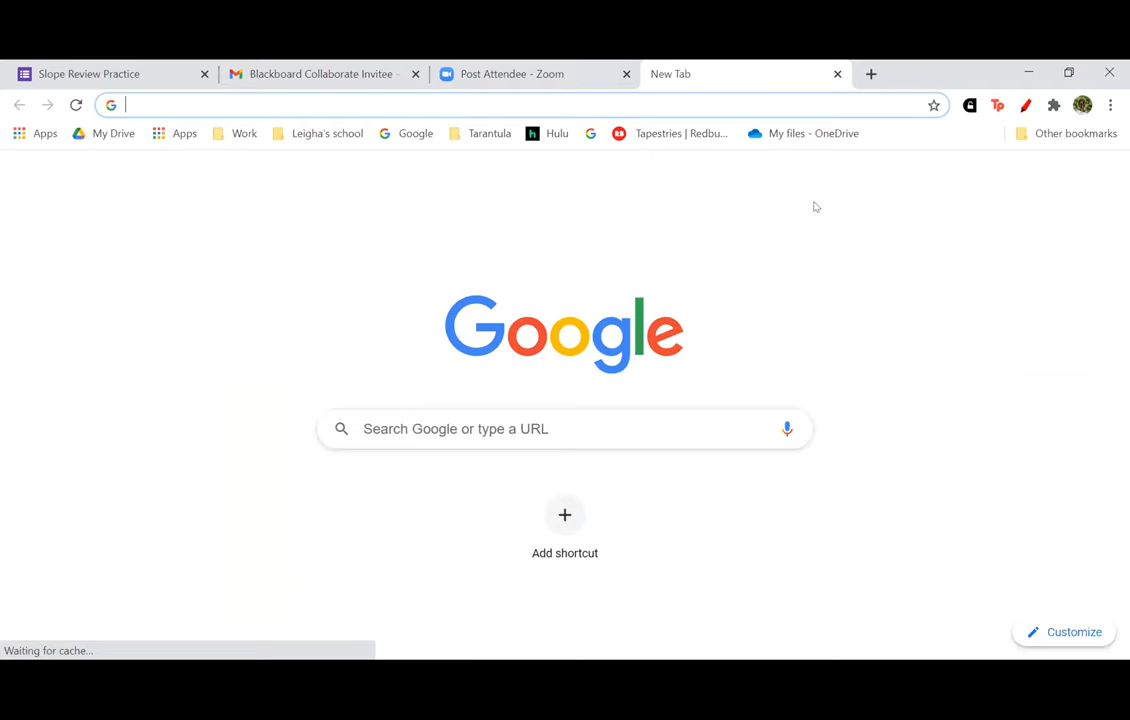 Slope Review Practice
Blackboard Collaborate Invitee -
Post Attendee - Zoom
New Tab
Apps
My Drive
Apps
Work
Leigha's school
Google
Tarantula
Hulu
Tapestries | Redbu...
My files - OneDrive
Other bookmarks
Google
Search Google or type a URL
Add shortcut
Customize
Waiting for cache...